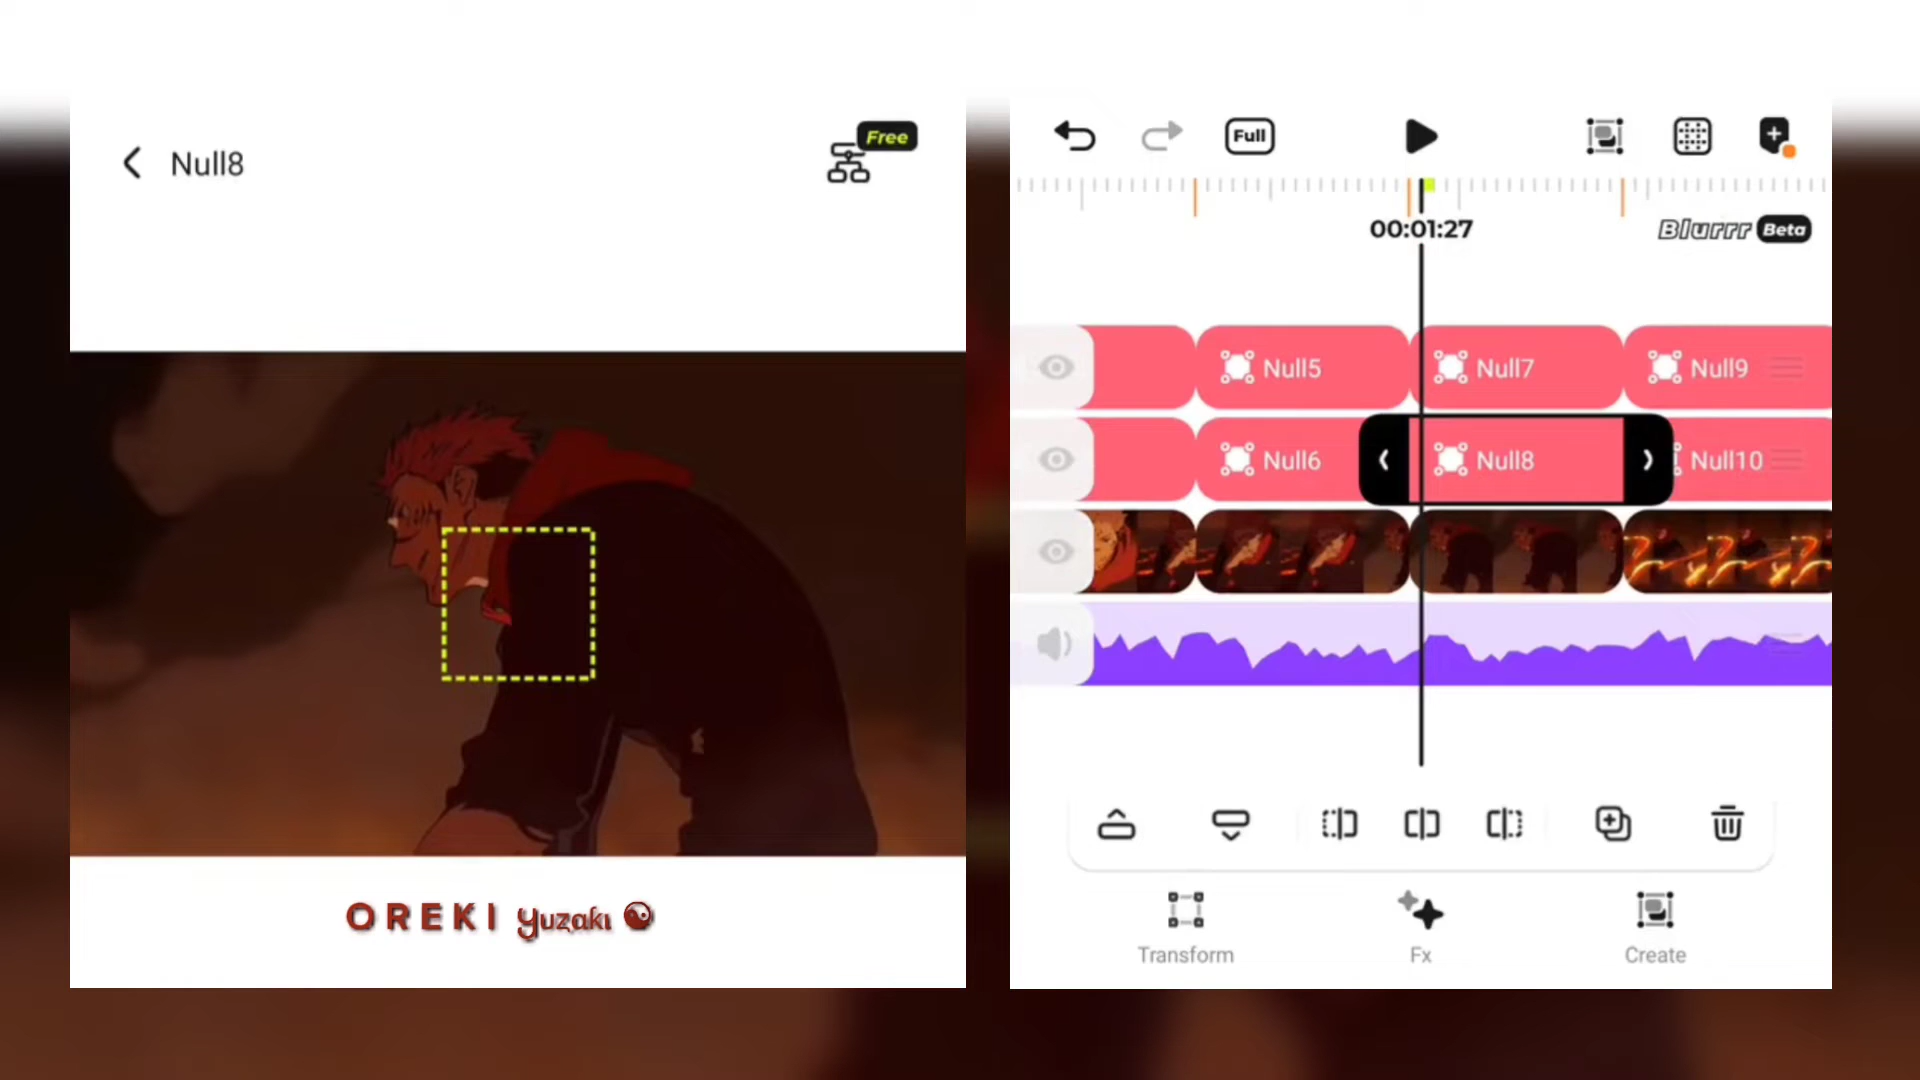 Null8
Free
OREKI yuzaki
Full
00:01:27
Blurrr Beta
Null5
Null7
Null9
Null6
Null8
Null10
Transform
Fx
Create